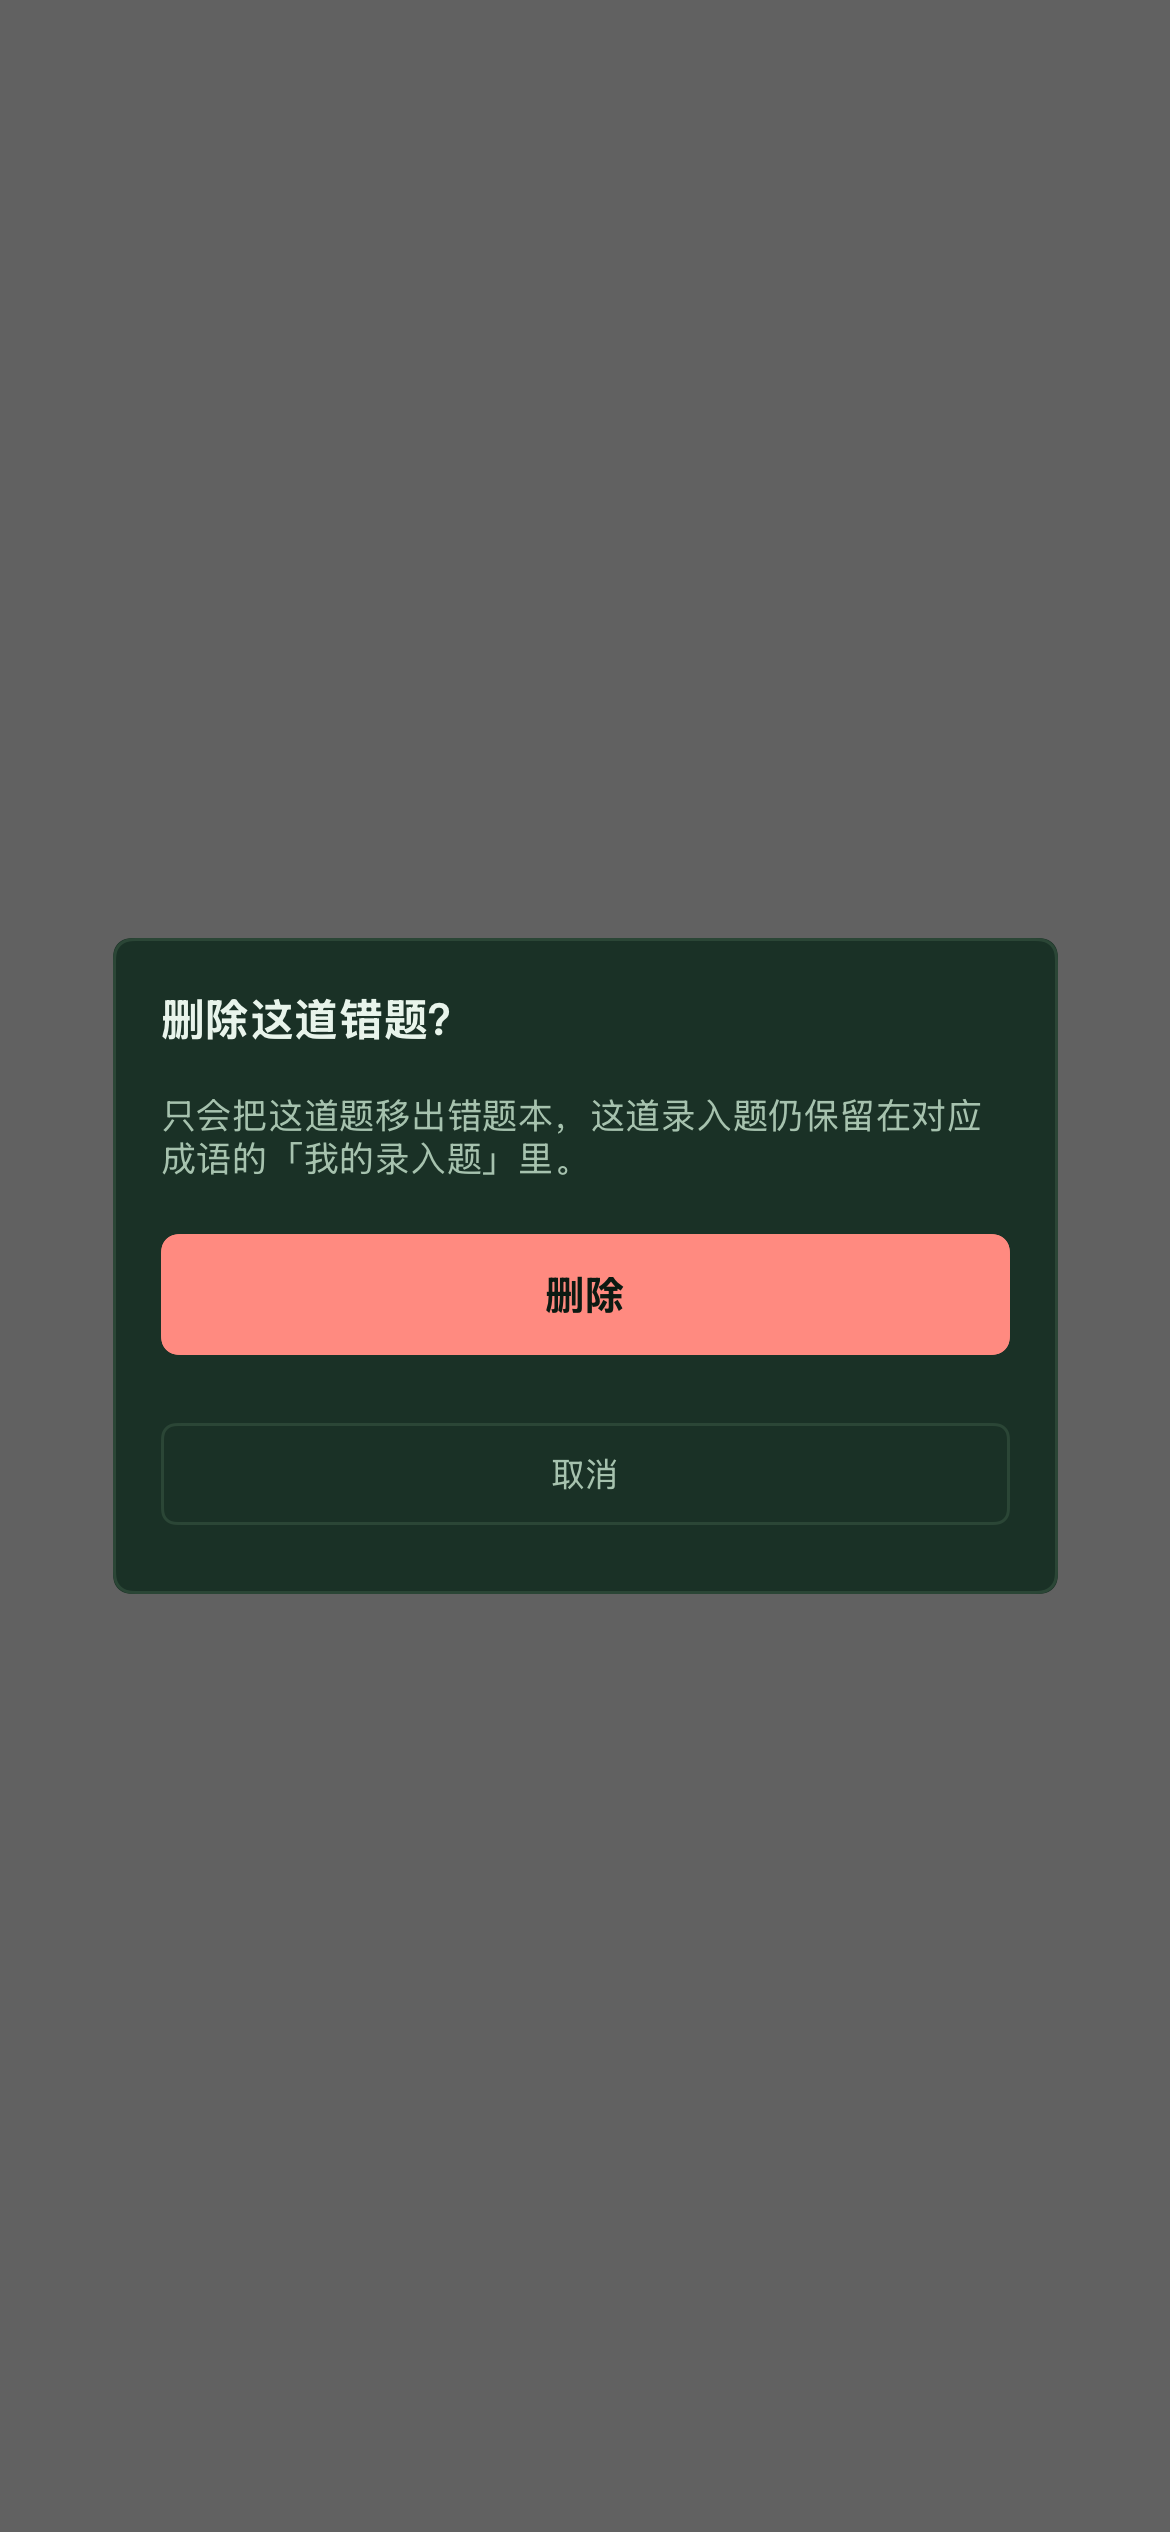 删除这道错题?
只会把这道题移出错题本，这道录入题仍保留在对应
成语的「我的录入题」里。
删除
取消